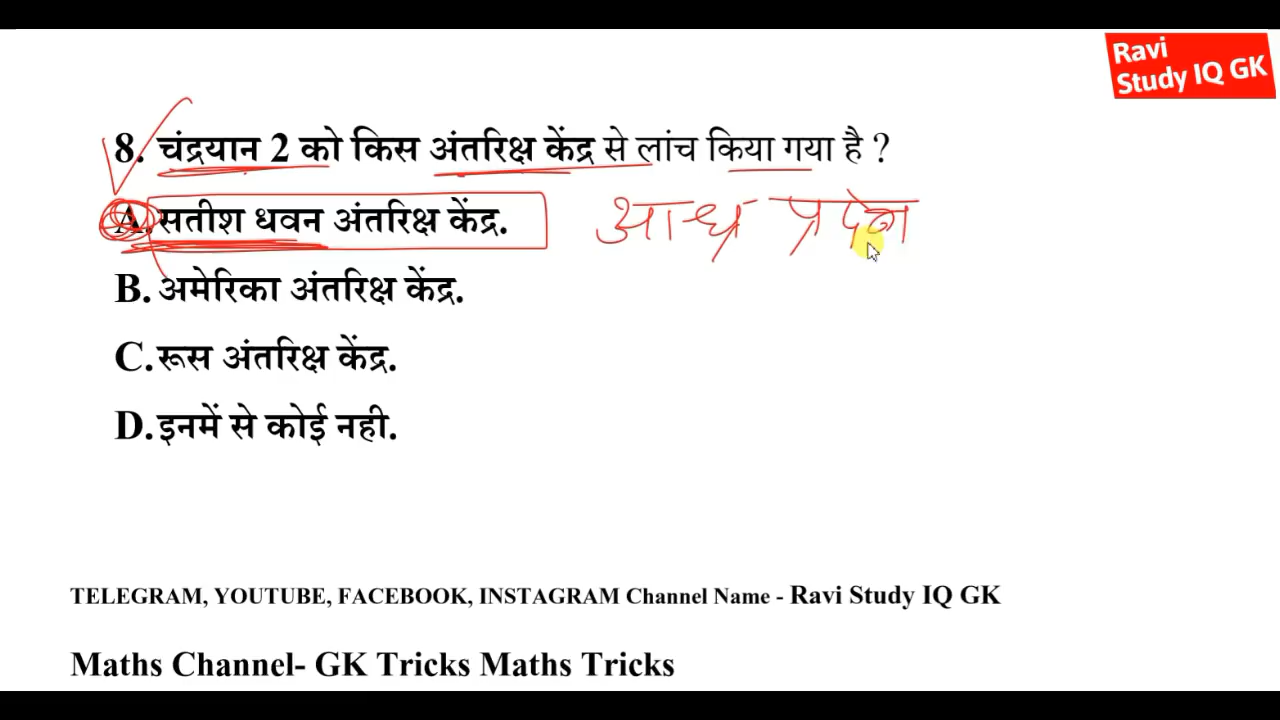 Ravi
Study IQ GK
8. चंद्रयान 2 को किस अंतरिक्ष केंद्र से लांच किया गया है ?
A. सतीश धवन अंतरिक्ष केंद्र. आध्र प्रदेश
B. अमेरिका अंतरिक्ष केंद्र.
C. रूस अंतरिक्ष केंद्र.
D. इनमें से कोई नही.
TELEGRAM, YOUTUBE, FACEBOOK, INSTAGRAM Channel Name - Ravi Study IQ GK
Maths Channel- GK Tricks Maths Tricks